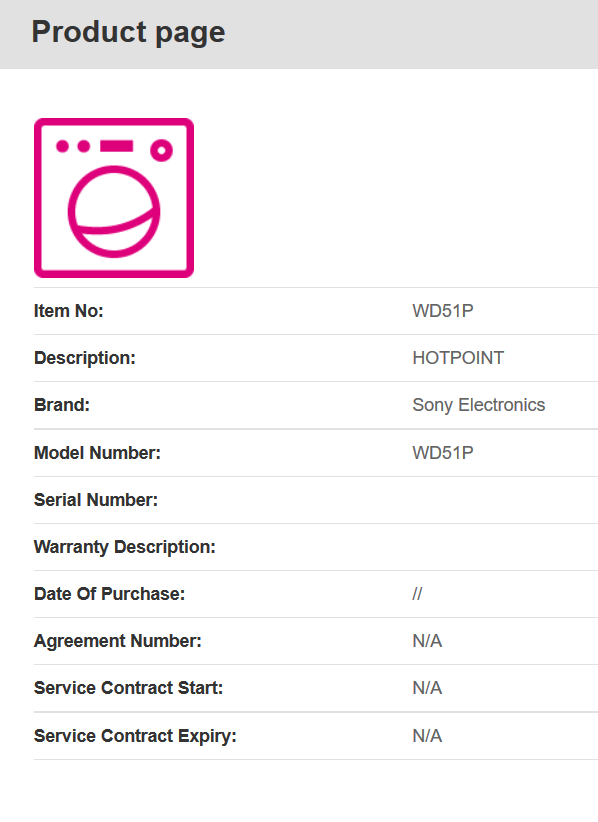 Product page
Item No: WD51P
Description: HOTPOINT
Brand: Sony Electronics
Model Number: WD51P
Serial Number:
Warranty Description:
Date Of Purchase: //
Agreement Number: N/A
Service Contract Start: N/A
Service Contract Expiry: N/A